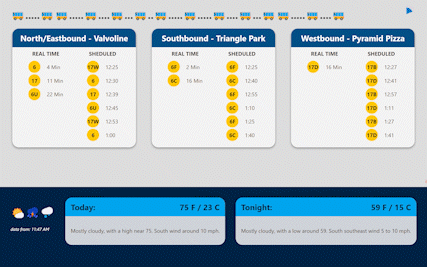 North/Eastbound - Valvoline
REAL TIME SHEDULED
6 4 Min 17W 12:25
17 11 Min 6 12:30
6U 22 Min 17 12:39
6U 12:45
17W 12:53
6 1:00
Southbound - Triangle Park
REAL TIME SHEDULED
6F 2 Min 6F 12:25
6C 16 Min 6C 12:40
6F 12:41
6F 12:55
6C 1:10
6F 1:25
6C 1:40
Westbound - Pyramid Pizza
REAL TIME SHEDULED
17D 16 Min 17B 12:27
17D 12:41
17B 12:57
17D 1:11
17B 1:27
17D 1:41
data from: 11:47 AM
Today: 75 F / 23 C
Mostly cloudy, with a high near 75. South wind around 10 mph.
Tonight: 59 F / 15 C
Mostly cloudy, with a low around 59. South southeast wind 5 to 10 mph.